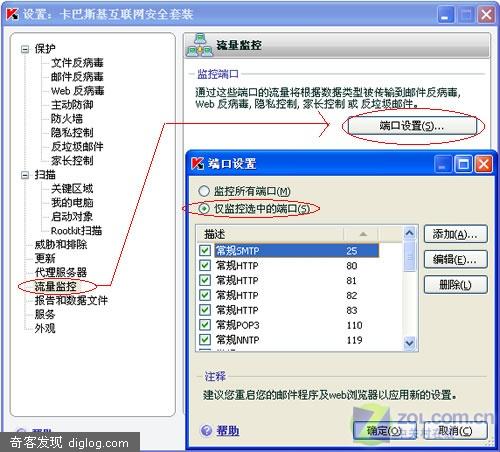 设置: 卡巴斯基互联网安全套装
保护
文件反病毒
邮件反病毒
Web 反病毒
主动防御
防火墙
隐私控制
反垃圾邮件
家长控制
扫描
关键区域
我的电脑
启动对象
Rootkit扫描
威胁和排除
更新
代理服务器
流量监控
报告和数据文件
服务
外观
流量监控
监控端口
通过这些端口的流量将根据数据类型被传输到邮件反病毒,
Web 反病毒, 隐私控制, 家长控制 或 反垃圾邮件。
端口设置(S)...
端口设置
监控所有端口(M)
仅监控选中的端口(S)
描述
常规SMTP 25
常规HTTP 80
常规HTTP 81
常规HTTP 82
常规HTTP 83
常规POP3 110
常规NNTP 119
添加(A)...
编辑(E)...
删除(L)
注释
建议您重启您的邮件程序及web浏览器以应用新的设置。
帮助
确定(O)
取消(C)
ZOL.com.cn
中关村在线
奇客发现 diglog.com